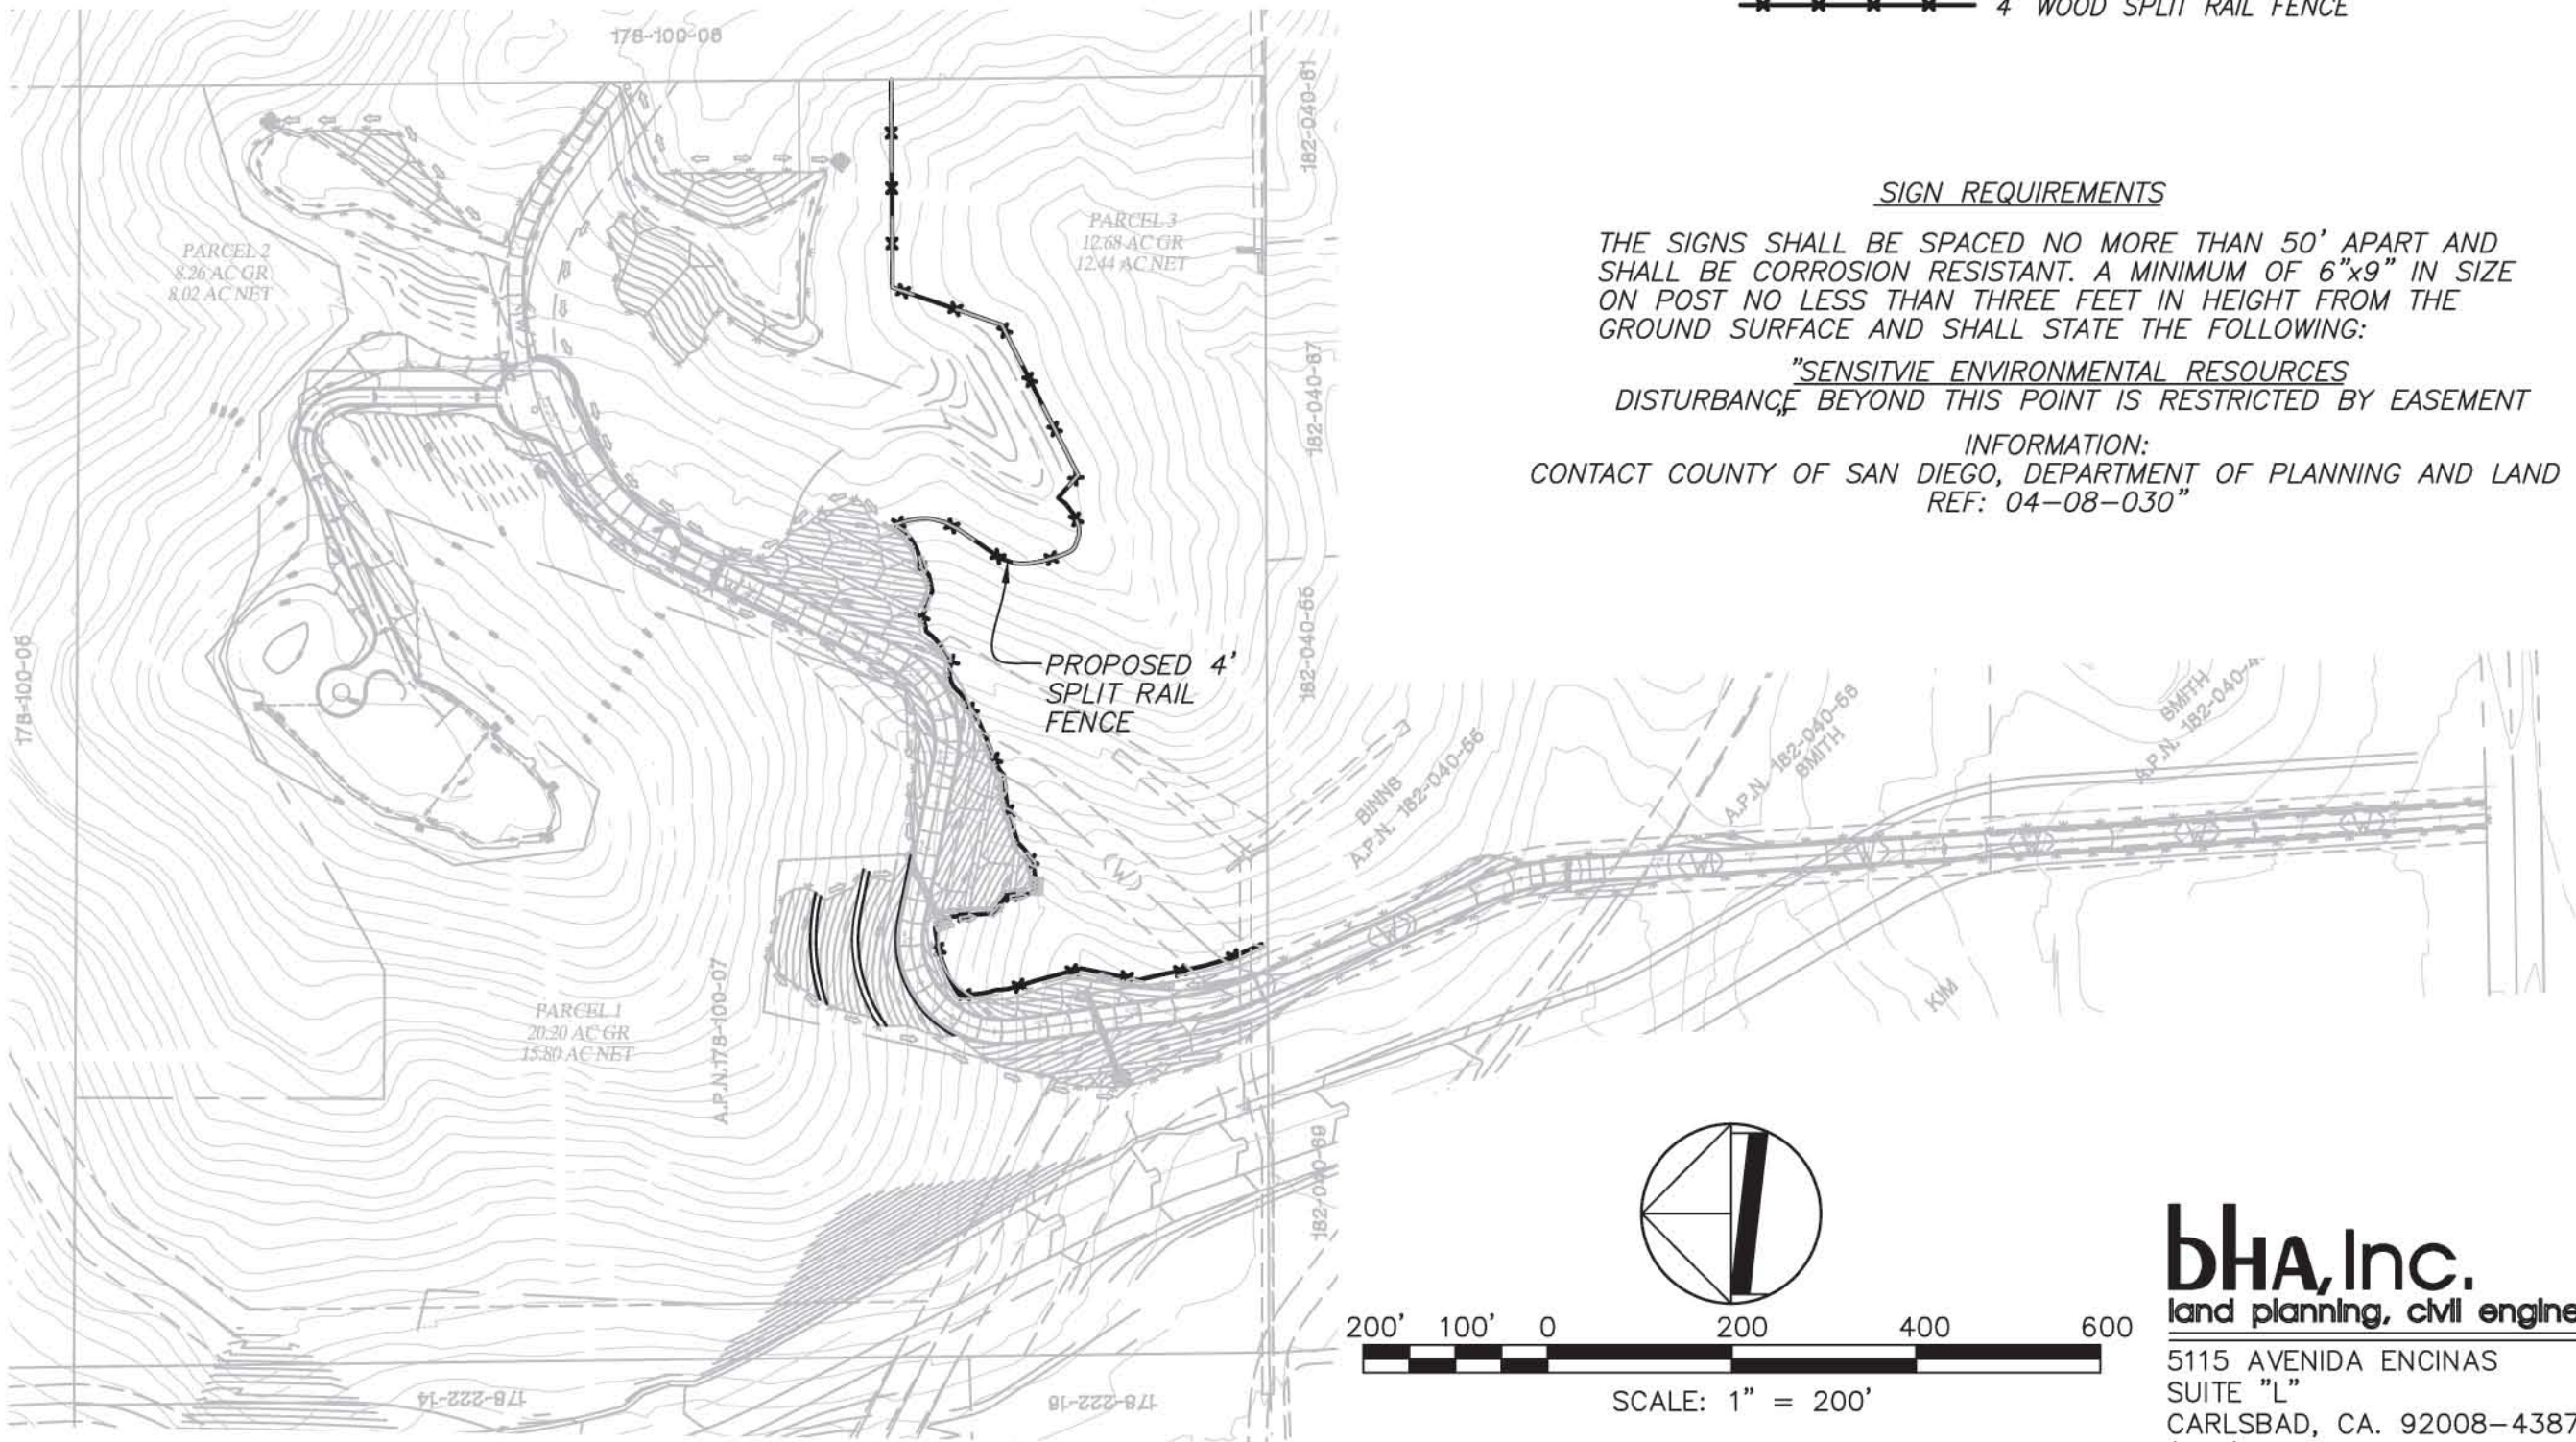 4' WOOD SPLIT RAIL FENCE
SIGN REQUIREMENTS
THE SIGNS SHALL BE SPACED NO MORE THAN 50' APART AND
SHALL BE CORROSION RESISTANT. A MINIMUM OF 6"x9" IN SIZE
ON POST NO LESS THAN THREE FEET IN HEIGHT FROM THE
GROUND SURFACE AND SHALL STATE THE FOLLOWING:
"SENSITVIE ENVIRONMENTAL RESOURCES
DISTURBANCE BEYOND THIS POINT IS RESTRICTED BY EASEMENT
"
INFORMATION:
CONTACT COUNTY OF SAN DIEGO, DEPARTMENT OF PLANNING AND LAND
REF: 04-08-030"
178-100-06
182-040-61
PARCEL 2
8.26 AC GR
8.02 AC NET
PARCEL 3
12.68 AC GR
12.44 AC NET
182-040-67
182-040-65
178-100-05
PROPOSED 4'
SPLIT RAIL
FENCE
BINNS
A.P.N. 182-040-66
A.P.N. 182-040-68
SMITH
SMITH
A.P.N. 182-040-4
(W)
(W)
(W)
(W)
(W)
(W)
(W)
KIM
A.P.N. 178-100-07
PARCEL 1
20.20 AC GR
15.80 AC NET
182-040-69
178-222-14
178-222-18
200' 100' 0 200 400 600
SCALE: 1" = 200'
bHA, Inc.
land planning, civil engine
5115 AVENIDA ENCINAS
SUITE "L"
CARLSBAD, CA. 92008-4387